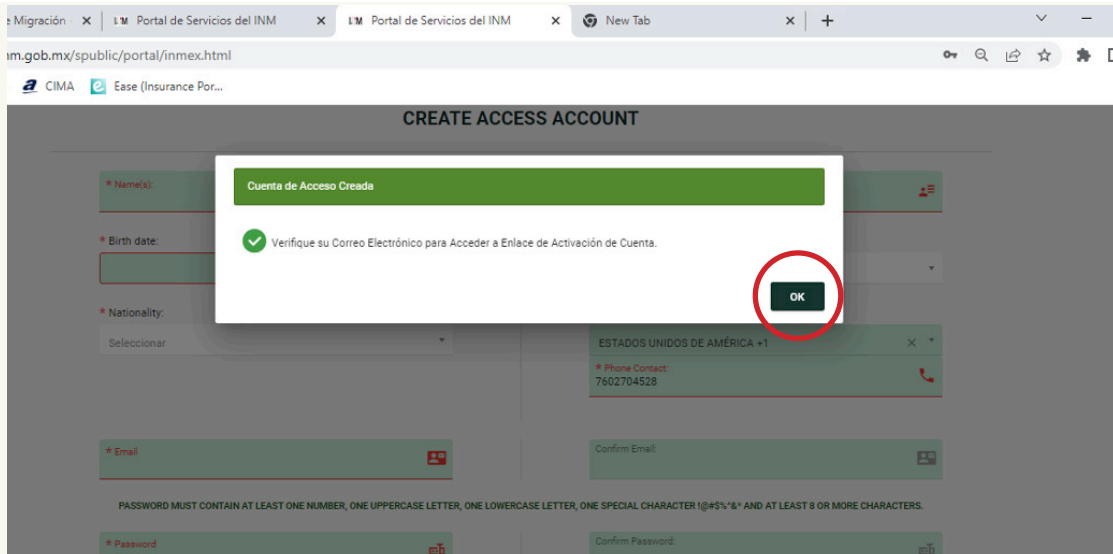 e Migración
Portal de Servicios del INM
Portal de Servicios del INM
New Tab
nm.gob.mx/spublic/portal/inmex.html
CIMA
Ease (Insurance Por...
CREATE ACCESS ACCOUNT
* Name(s):
Cuenta de Acceso Creada
* Birth date:
Verifique su Correo Electrónico para Acceder a Enlace de Activación de Cuenta.
OK
* Nationality:
Seleccionar
ESTADOS UNIDOS DE AMÉRICA +1
* Phone Contact:
7602704528
* Email
Confirm Email:
PASSWORD MUST CONTAIN AT LEAST ONE NUMBER, ONE UPPERCASE LETTER, ONE LOWERCASE LETTER, ONE SPECIAL CHARACTER !@#$%^&* AND AT LEAST 8 OR MORE CHARACTERS.
* Password
Confirm Password: